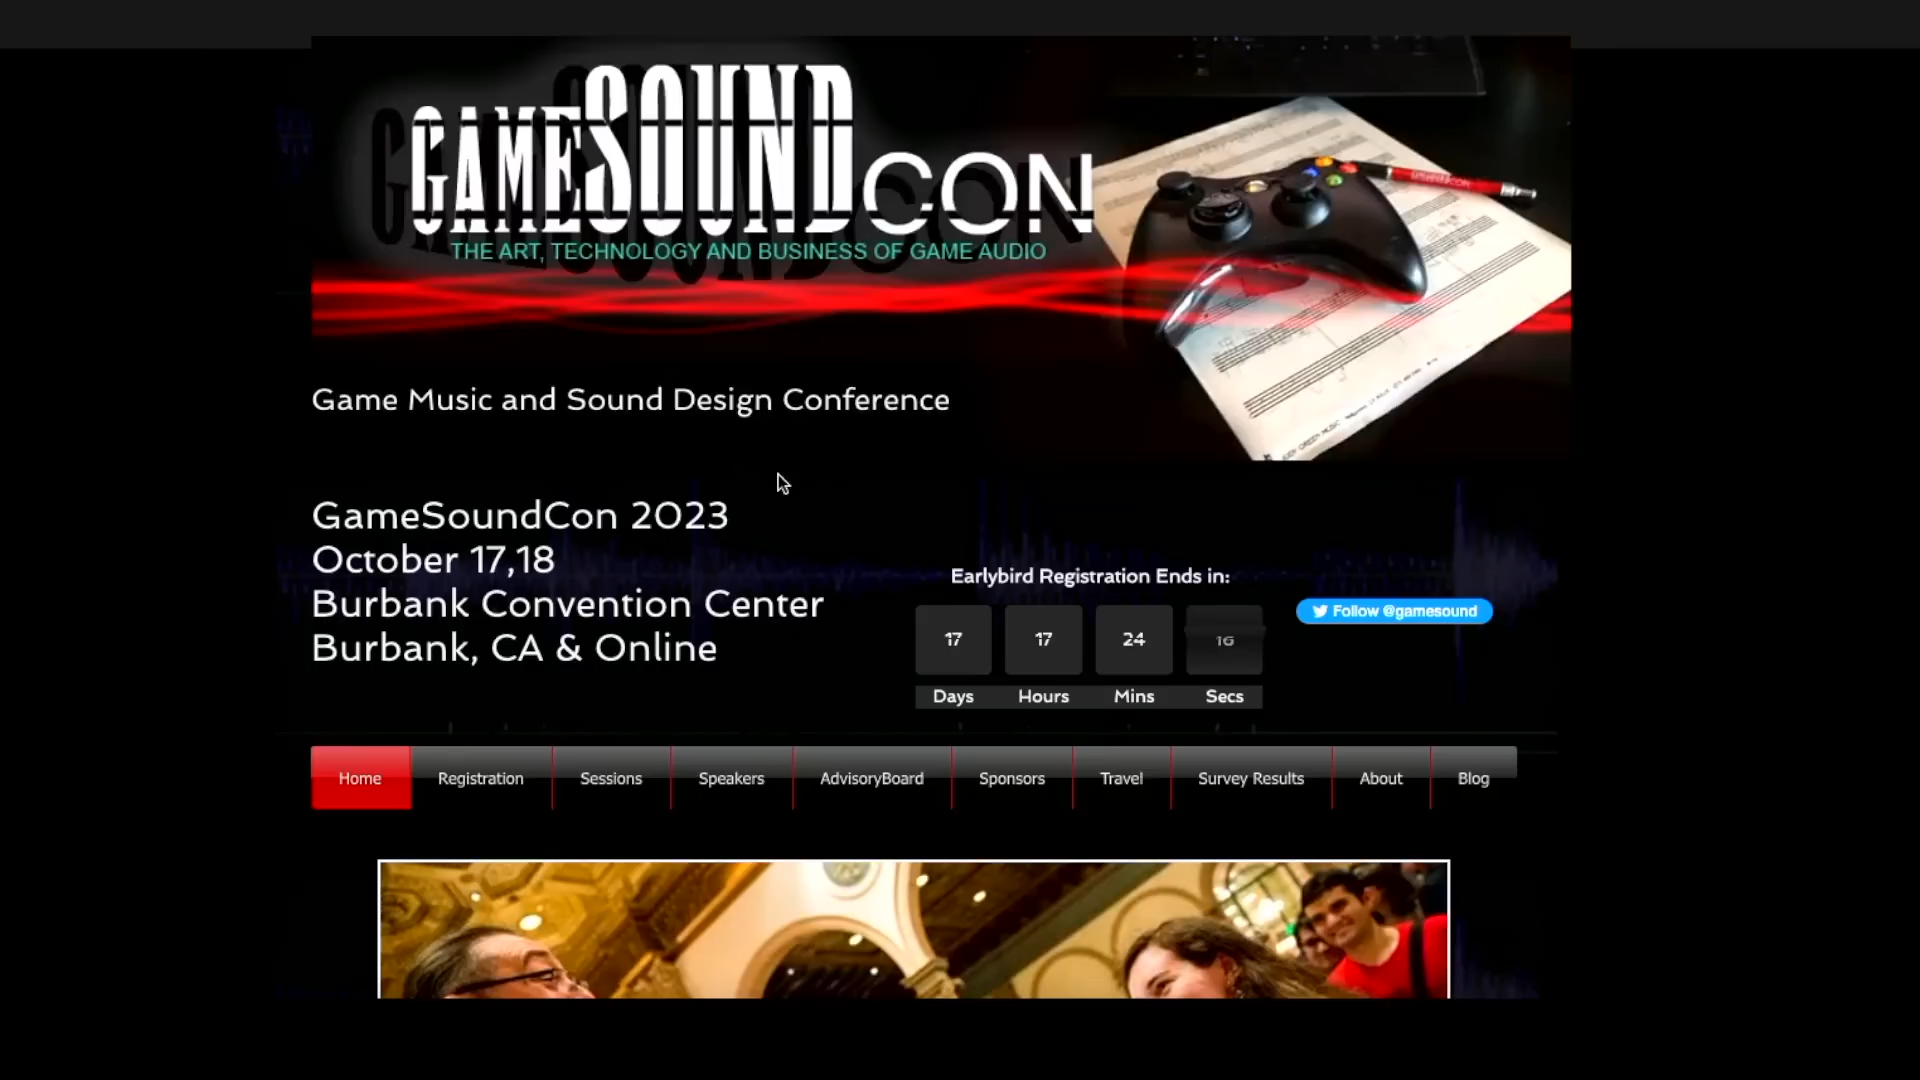 GAMESOUNDCON
THE ART, TECHNOLOGY AND BUSINESS OF GAME AUDIO
Game Music and Sound Design Conference
GameSoundCon 2023
October 17,18
Burbank Convention Center
Burbank, CA & Online
Earlybird Registration Ends in:
17 17 24 16
Days Hours Mins Secs
Follow @gamesound
Home Registration Sessions Speakers AdvisoryBoard Sponsors Travel Survey Results About Blog